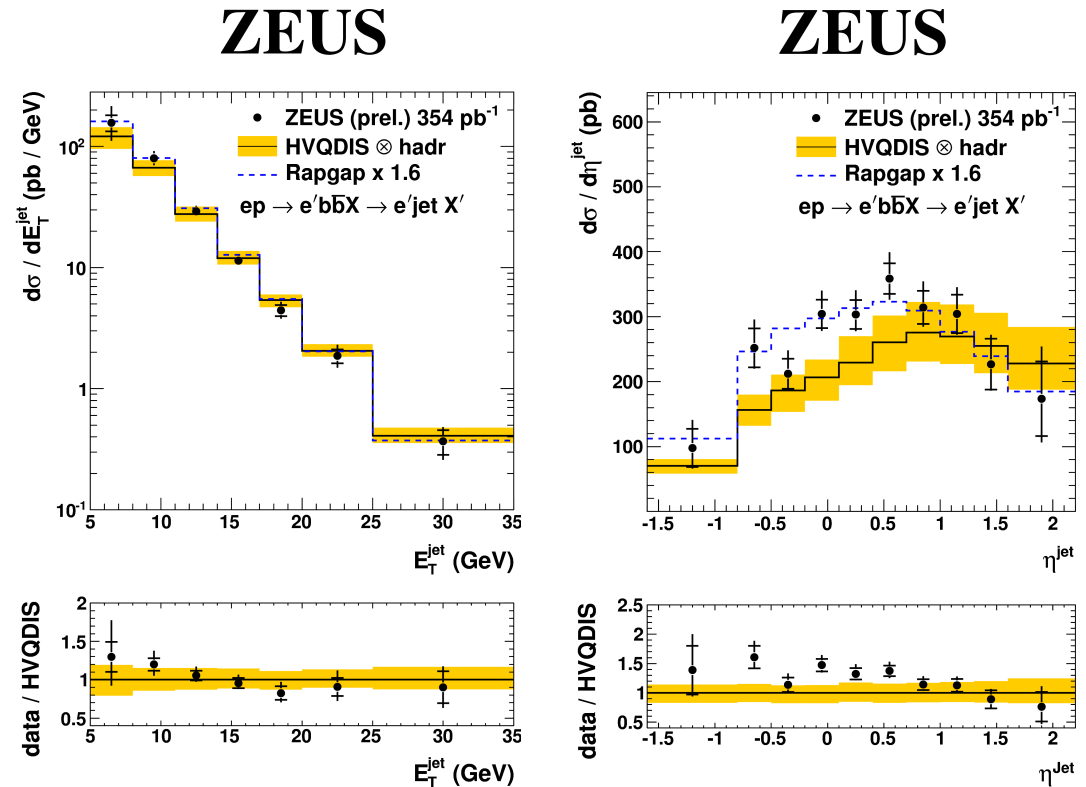 ZEUS
dσ / dE_T^jet (pb / GeV)
10²
10
1
10⁻¹
ZEUS (prel.) 354 pb⁻¹
HVQDIS ⊗ hadr
Rapgap x 1.6
ep → e′bb̅X → e′jet X′
5 10 15 20 25 30 35
E_T^jet (GeV)
data / HVQDIS
2
1.5
1
0.5
5 10 15 20 25 30 35
E_T^jet (GeV)
ZEUS
dσ / dη^jet (pb)
600
500
400
300
200
100
ZEUS (prel.) 354 pb⁻¹
HVQDIS ⊗ hadr
Rapgap x 1.6
ep → e′bb̅X → e′jet X′
-1.5 -1 -0.5 0 0.5 1 1.5 2
η^jet
data / HVQDIS
2.5
2
1.5
1
0.5
-1.5 -1 -0.5 0 0.5 1 1.5 2
η^Jet